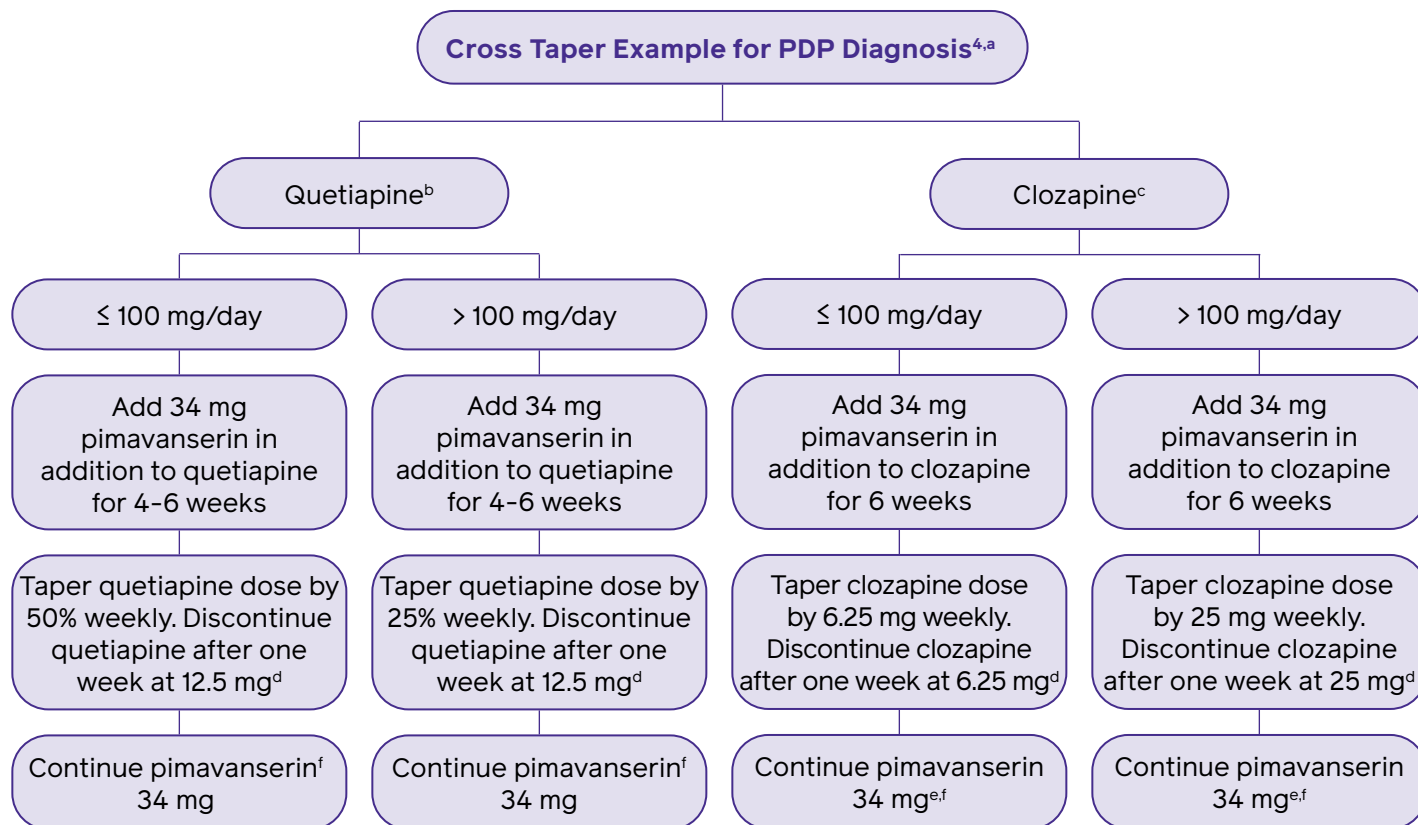 Cross Taper Example for PDP Diagnosis⁴,ᵃ
Quetiapineᵇ
Clozapineᶜ
≤ 100 mg/day
> 100 mg/day
≤ 100 mg/day
> 100 mg/day
Add 34 mg
pimavanserin in
addition to quetiapine
for 4-6 weeks
Add 34 mg
pimavanserin in
addition to quetiapine
for 4-6 weeks
Add 34 mg
pimavanserin in
addition to clozapine
for 6 weeks
Add 34 mg
pimavanserin in
addition to clozapine
for 6 weeks
Taper quetiapine dose by
50% weekly. Discontinue
quetiapine after one
week at 12.5 mgᵈ
Taper quetiapine dose by
25% weekly. Discontinue
quetiapine after one
week at 12.5 mgᵈ
Taper clozapine dose
by 6.25 mg weekly.
Discontinue clozapine
after one week at 6.25 mgᵈ
Taper clozapine dose
by 25 mg weekly.
Discontinue clozapine
after one week at 25 mgᵈ
Continue pimavanserinᶠ
34 mg
Continue pimavanserinᶠ
34 mg
Continue pimavanserin
34 mgᵉ,ᶠ
Continue pimavanserin
34 mgᵉ,ᶠ